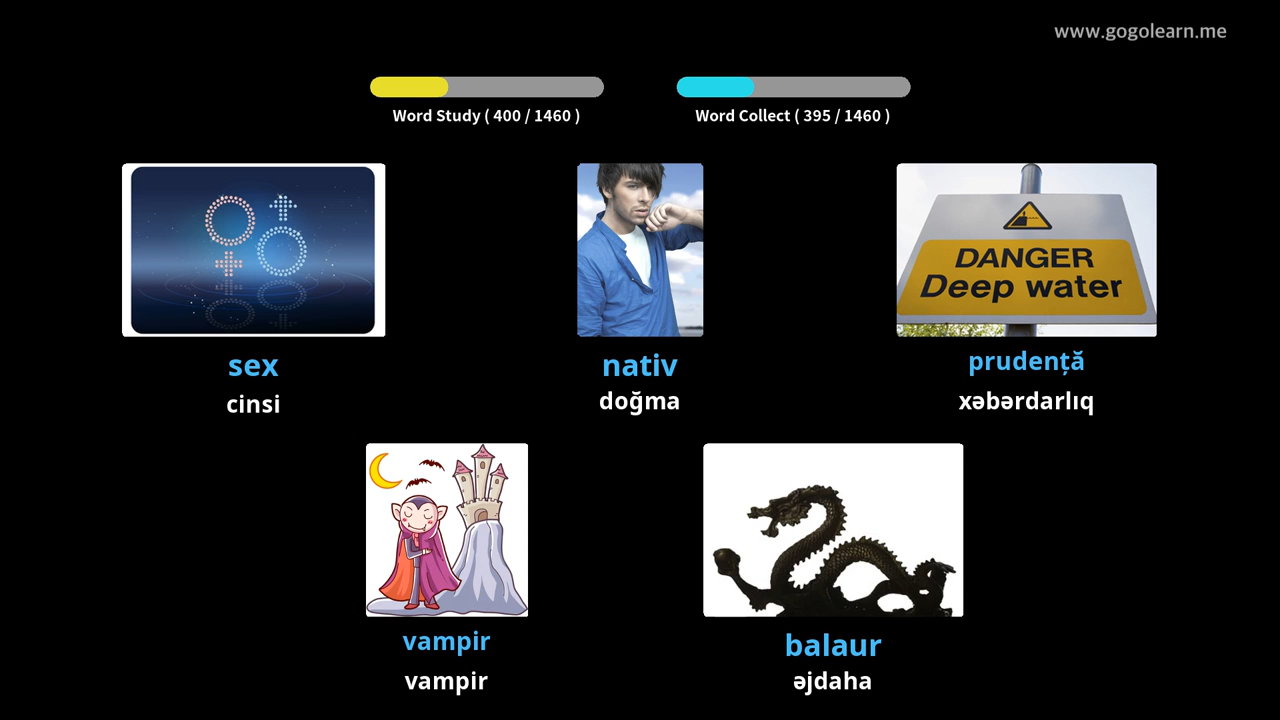 www.gogolearn.me
Word Study ( 400 / 1460 )
Word Collect ( 395 / 1460 )
DANGER
Deep water
sex
nativ
prudență
cinsi
doğma
xəbərdarlıq
vampir
balaur
vampir
əjdaha